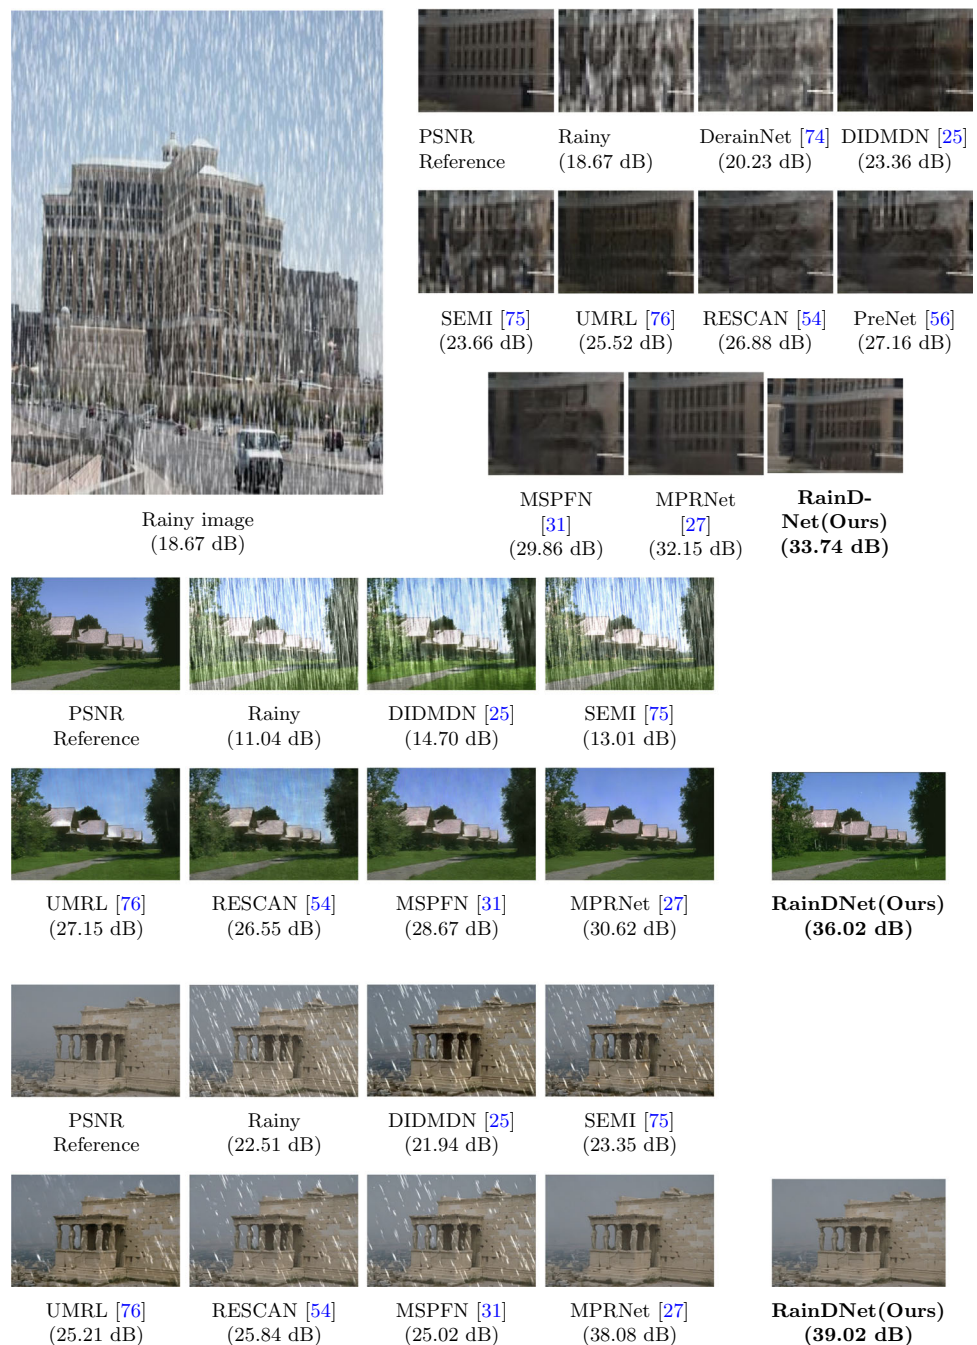 PSNR
Reference
Rainy
(18.67 dB)
DerainNet [74]
(20.23 dB)
DIDMDN [25]
(23.36 dB)
SEMI [75]
(23.66 dB)
UMRL [76]
(25.52 dB)
RESCAN [54]
(26.88 dB)
PreNet [56]
(27.16 dB)
Rainy image
(18.67 dB)
MSPFN
[31]
(29.86 dB)
MPRNet
[27]
(32.15 dB)
RainD-
Net(Ours)
(33.74 dB)
PSNR
Reference
Rainy
(11.04 dB)
DIDMDN [25]
(14.70 dB)
SEMI [75]
(13.01 dB)
UMRL [76]
(27.15 dB)
RESCAN [54]
(26.55 dB)
MSPFN [31]
(28.67 dB)
MPRNet [27]
(30.62 dB)
RainDNet(Ours)
(36.02 dB)
PSNR
Reference
Rainy
(22.51 dB)
DIDMDN [25]
(21.94 dB)
SEMI [75]
(23.35 dB)
UMRL [76]
(25.21 dB)
RESCAN [54]
(25.84 dB)
MSPFN [31]
(25.02 dB)
MPRNet [27]
(38.08 dB)
RainDNet(Ours)
(39.02 dB)